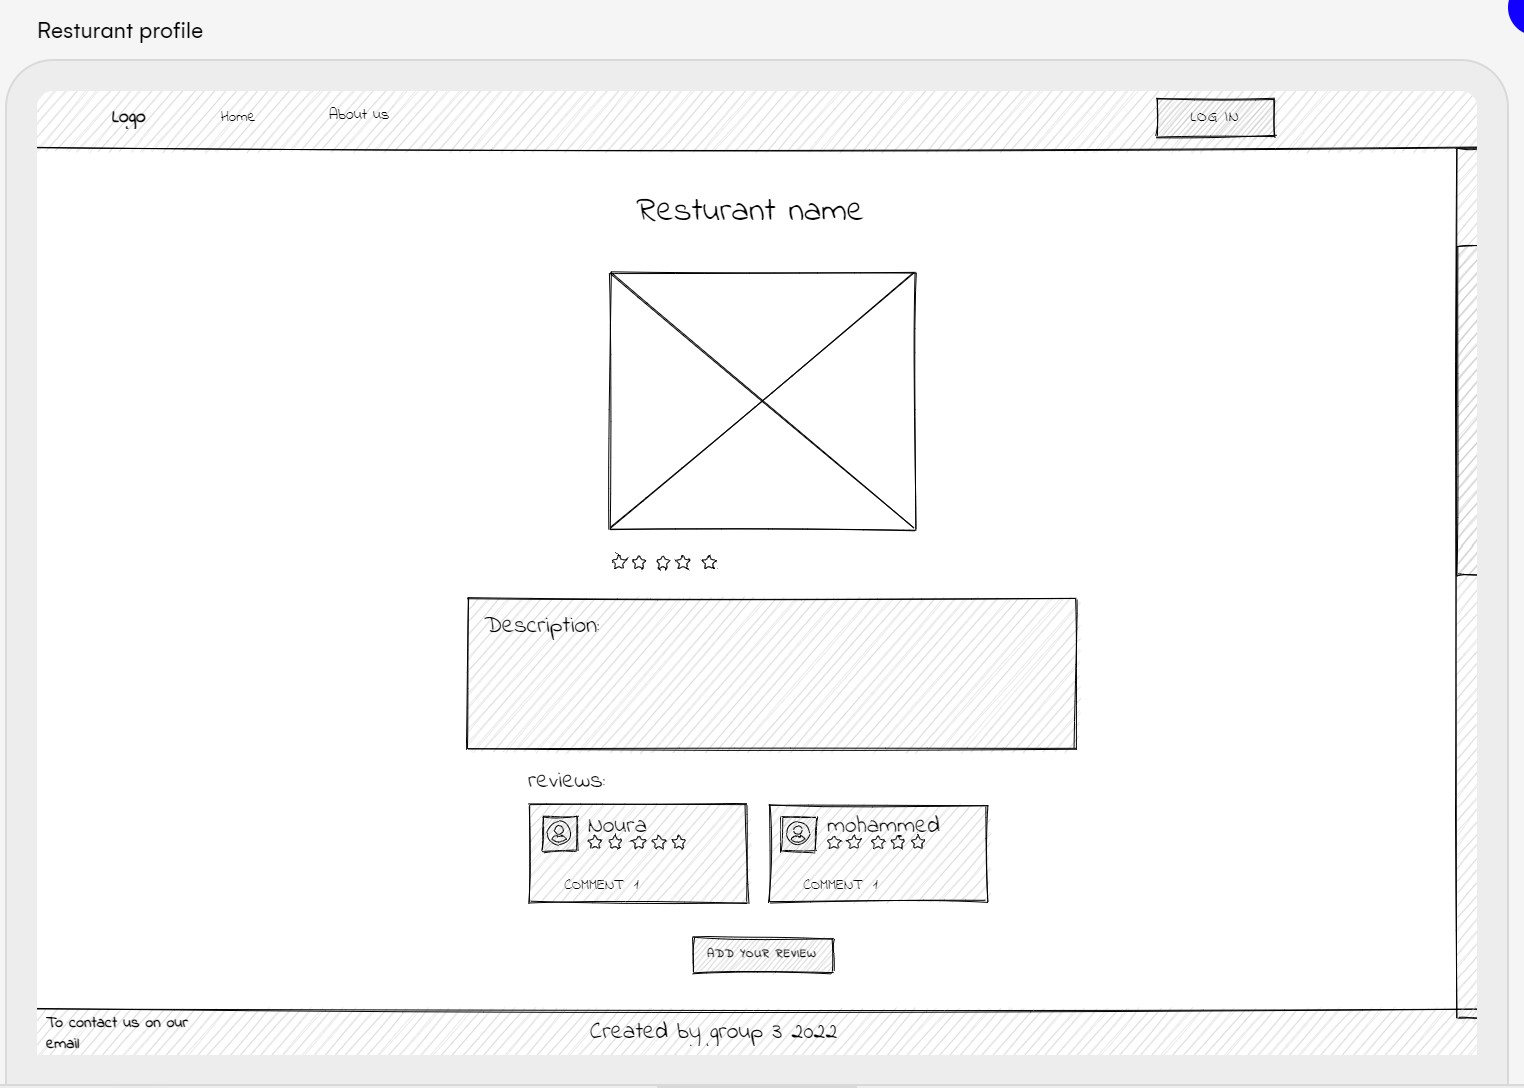 Resturant profile
Logo
Home
About us
LOG IN
Resturant name
Description:
reviews:
Noura
COMMENT 1
mohammed
COMMENT 1
ADD YOUR REVIEW
To contact us on our
email
Created by group 3 2022